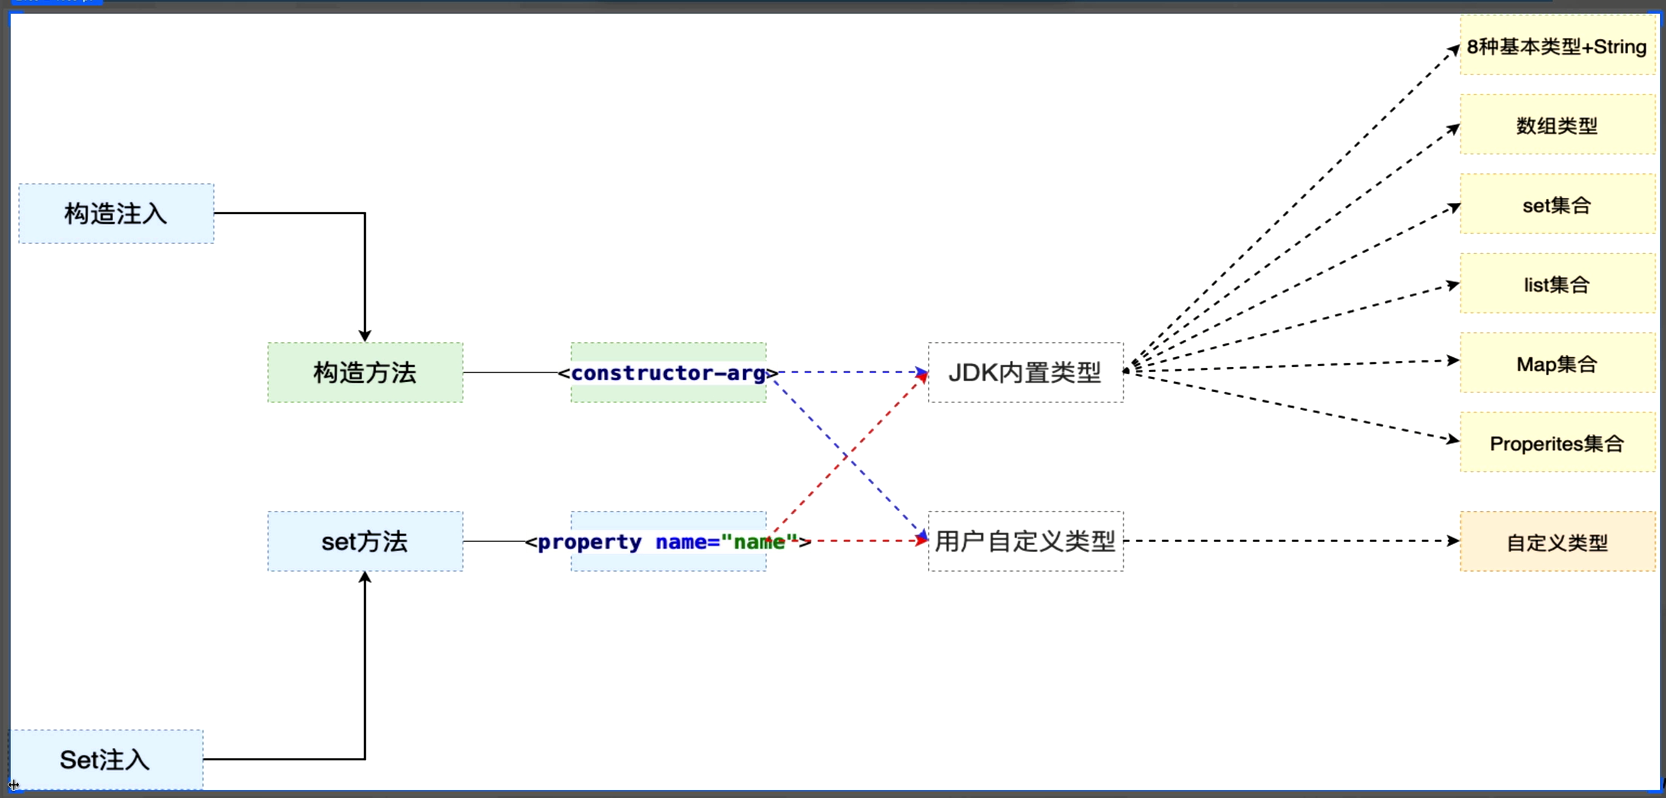 8种基本类型+String
数组类型
构造注入
set集合
list集合
构造方法
<constructor-arg>
JDK内置类型
Map集合
Properites集合
set方法
<property name="name">
用户自定义类型
自定义类型
Set注入